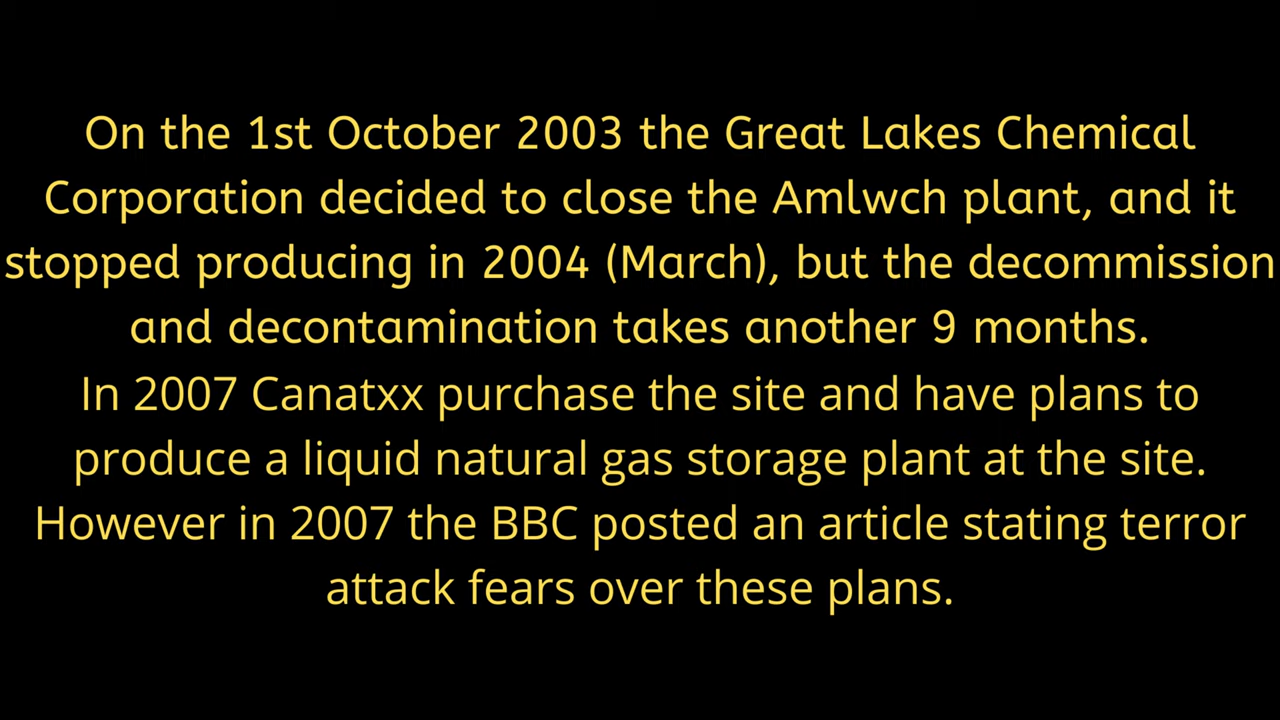 On the 1st October 2003 the Great Lakes Chemical
Corporation decided to close the Amlwch plant, and it
stopped producing in 2004 (March), but the decommission
and decontamination takes another 9 months.
In 2007 Canatxx purchase the site and have plans to
produce a liquid natural gas storage plant at the site.
However in 2007 the BBC posted an article stating terror
attack fears over these plans.